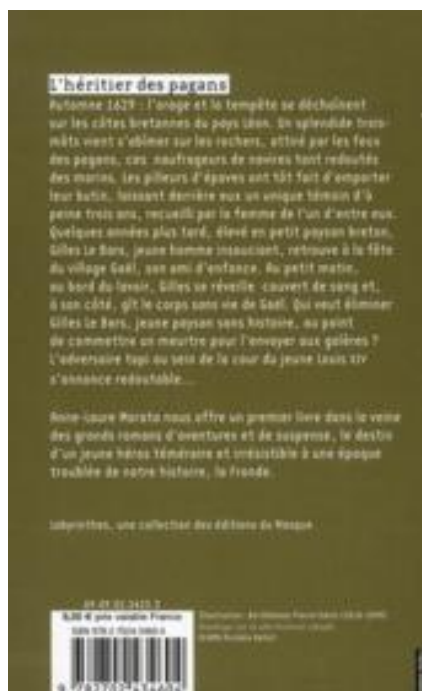 L'héritier des pagans
Automne 1629 : l'orage et la tempête se déchaînent
sur les côtes bretonnes du pays Léon. Un splendide trois-
mâts vient s'abîmer sur les rochers, attiré par les feux
des pagans, ces naufrageurs de navires tant redoutés
des marins. Les pilleurs d'épaves ont tôt fait d'emporter
leur butin, laissant derrière eux un unique témoin d'à
peine trois ans, recueilli par la femme de l'un d'entre eux.
Quelques années plus tard, élevé en petit paysan breton,
Gilles Le Bars, jeune homme insouciant, retrouve à la fête
du village Gaël, son ami d'enfance. Au petit matin,
au bord du lavoir, Gilles se réveille couvert de sang et,
à son côté, gît le corps sans vie de Gaël. Qui veut éliminer
Gilles Le Bars, jeune paysan sans histoire, au point
de commettre un meurtre pour l'envoyer aux galères ?
L'adversaire tapi au sein de la cour du jeune Louis XIV
s'annonce redoutable...
Anne-Laure Morata nous offre un premier livre dans la veine
des grands romans d'aventures et de suspense, le destin
d'un jeune héros téméraire et irrésistible à une époque
troublée de notre histoire, la Fronde.
Labyrinthes, une collection des éditions du Masque
prix valable France